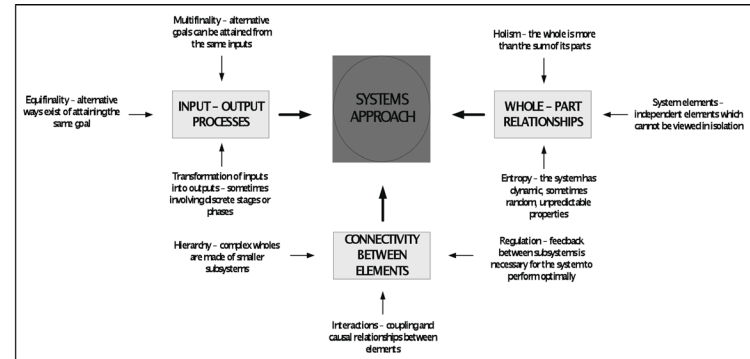 Multifinality – alternative
goals can be attained from
the same inputs
Equifinality – alternative
ways exist of attaining the
same goal
INPUT – OUTPUT
PROCESSES
Transformation of inputs
into outputs – sometimes
involving discrete stages or
phases
SYSTEMS
APPROACH
Holism – the whole is more
than the sum of its parts
WHOLE – PART
RELATIONSHIPS
System elements –
independent elements which
cannot be viewed in isolation
Entropy – the system has
dynamic, sometimes
random, unpredictable
properties
Hierarchy – complex wholes
are made of smaller
subsystems
CONNECTIVITY
BETWEEN
ELEMENTS
Regulation – feedback
between subsystems is
necessary for the system to
perform optimally
Interactions – coupling and
causal relationships between
elements